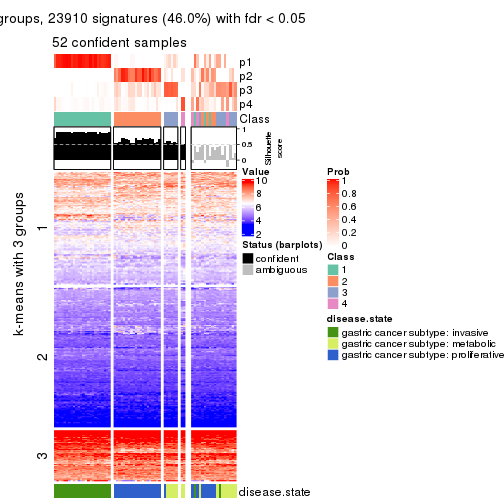 groups, 23910 signatures (46.0%) with fdr < 0.05
52 confident samples
p1
p2
p3
p4
Class
1
0.5
0
Silhouette
score
Value
10
8
6
4
2
Status (barplots)
confident
ambiguous
Prob
1
0.8
0.6
0.4
0.2
0
Class
1
2
3
4
disease.state
gastric cancer subtype: invasive
gastric cancer subtype: metabolic
gastric cancer subtype: proliferative
k-means with 3 groups
1
2
3
disease.state